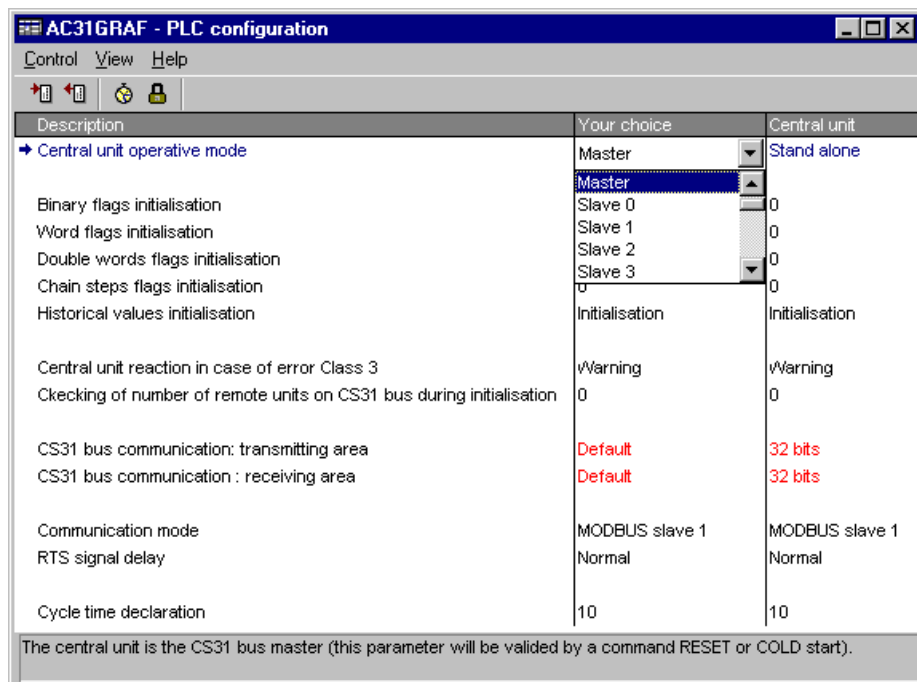 AC31GRAF - PLC configuration
Control View Help
Description Your choice Central unit
Central unit operative mode Master Stand alone
Master
Binary flags initialisation Slave 0 0
Word flags initialisation Slave 1 0
Double words flags initialisation Slave 2 0
Slave 3
Chain steps flags initialisation 0 0
Historical values initialisation Initialisation Initialisation
Central unit reaction in case of error Class 3 Warning Warning
Ckecking of number of remote units on CS31 bus during initialisation 0 0
CS31 bus communication: transmitting area Default 32 bits
CS31 bus communication : receiving area Default 32 bits
Communication mode MODBUS slave 1 MODBUS slave 1
RTS signal delay Normal Normal
Cycle time declaration 10 10
The central unit is the CS31 bus master (this parameter will be valided by a command RESET or COLD start).